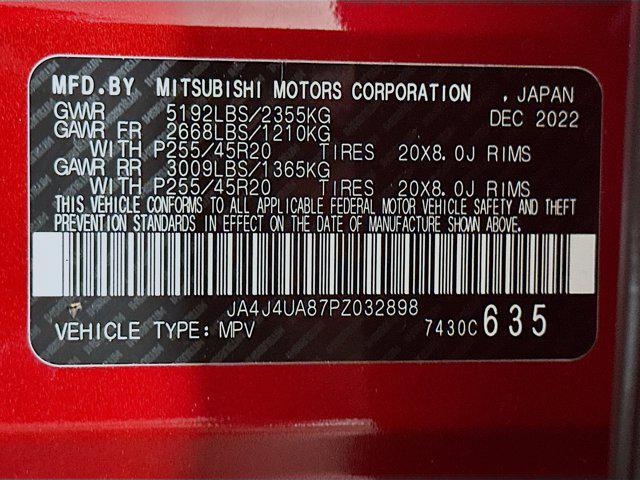 MFD.BY MITSUBISHI MOTORS CORPORATION , JAPAN
GVWR 5192LBS/2355KG DEC 2022
GAWR FR 2668LBS/1210KG
WITH P255/45R20 TIRES 20X8.0J RIMS
GAWR RR 3009LBS/1365KG
WITH P255/45R20 TIRES 20X8.0J RIMS
THIS VEHICLE CONFORMS TO ALL APPLICABLE FEDERAL MOTOR VEHICLE SAFETY AND THEFT
PREVENTION STANDARDS IN EFFECT ON THE DATE OF MANUFACTURE SHOWN ABOVE.
JA4J4UA87PZ032898
VEHICLE TYPE: MPV 7430C 635